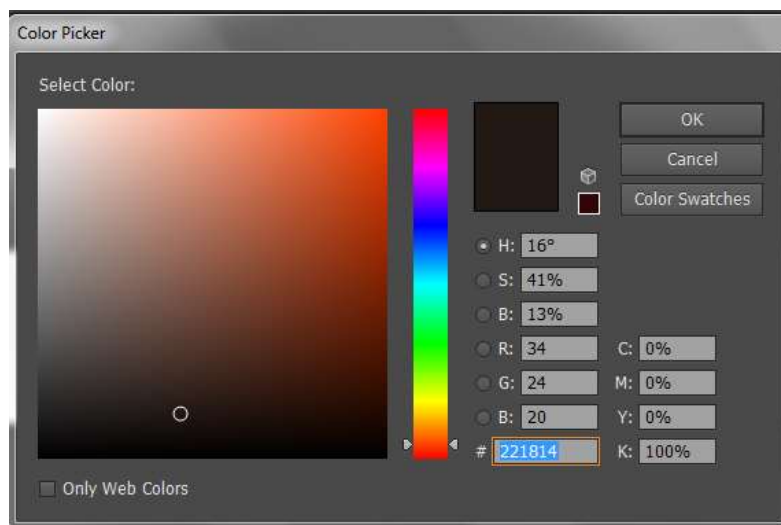 Color Picker
Select Color:
OK
Cancel
Color Swatches
H: 16°
S: 41%
B: 13%
R: 34 C: 0%
G: 24 M: 0%
B: 20 Y: 0%
# 221814 K: 100%
Only Web Colors